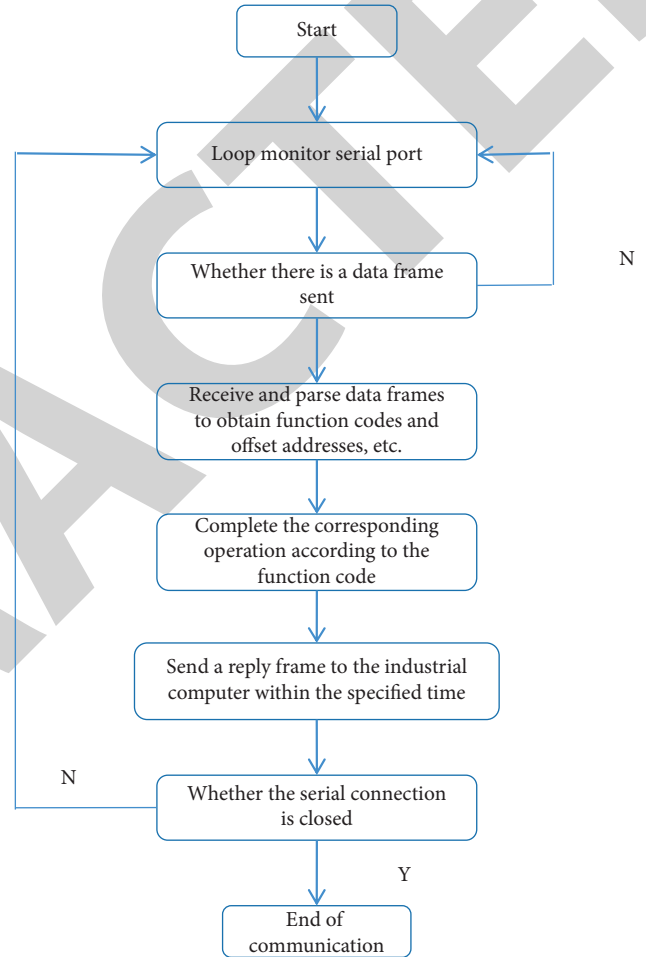 Start
Loop monitor serial port
Whether there is a data frame
sent
N
Receive and parse data frames
to obtain function codes and
offset addresses, etc.
Complete the corresponding
operation according to the
function code
Send a reply frame to the industrial
computer within the specified time
N
Whether the serial connection
is closed
Y
End of
communication